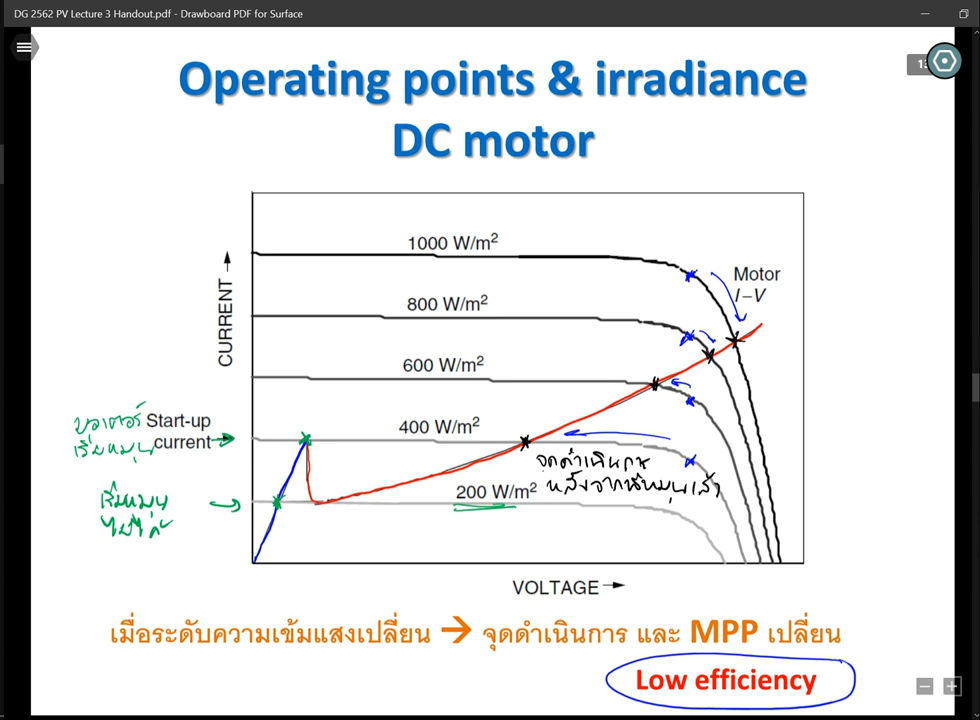 DG 2562 PV Lecture 3 Handout.pdf - Drawboard PDF for Surface
Operating points & irradiance
DC motor
1000 W/m²
Motor
I–V
800 W/m²
600 W/m²
400 W/m²
200 W/m²
CURRENT
มอเตอร์ Start-up
เริ่มหมุน current
เริ่มหมุน
ไม่ได้
จุดดำเนินการ
หลังจากที่หมุนแล้ว
VOLTAGE
เมื่อระดับความเข้มแสงเปลี่ยน → จุดดำเนินการ และ MPP เปลี่ยน
Low efficiency